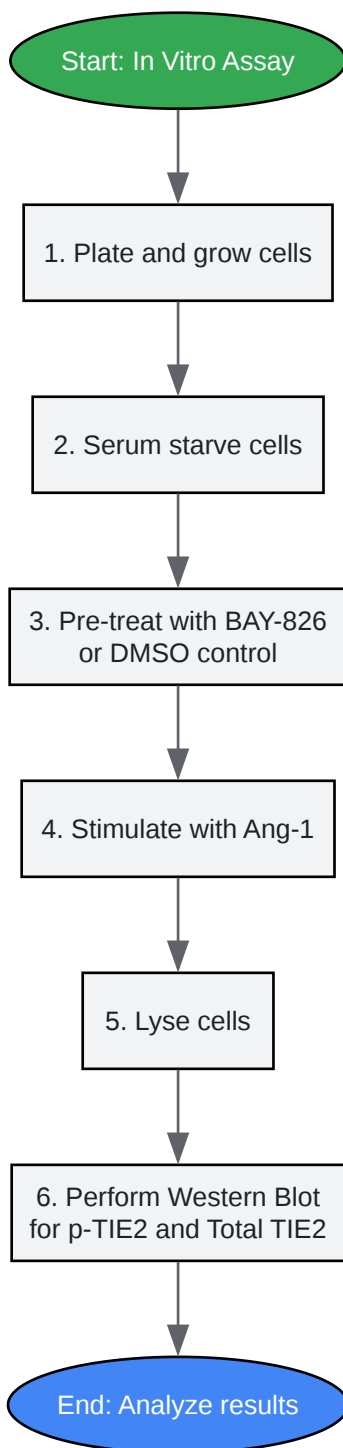 Start: In Vitro Assay
1. Plate and grow cells
2. Serum starve cells
3. Pre-treat with BAY-826
or DMSO control
4. Stimulate with Ang-1
5. Lyse cells
6. Perform Western Blot
for p-TIE2 and Total TIE2
End: Analyze results